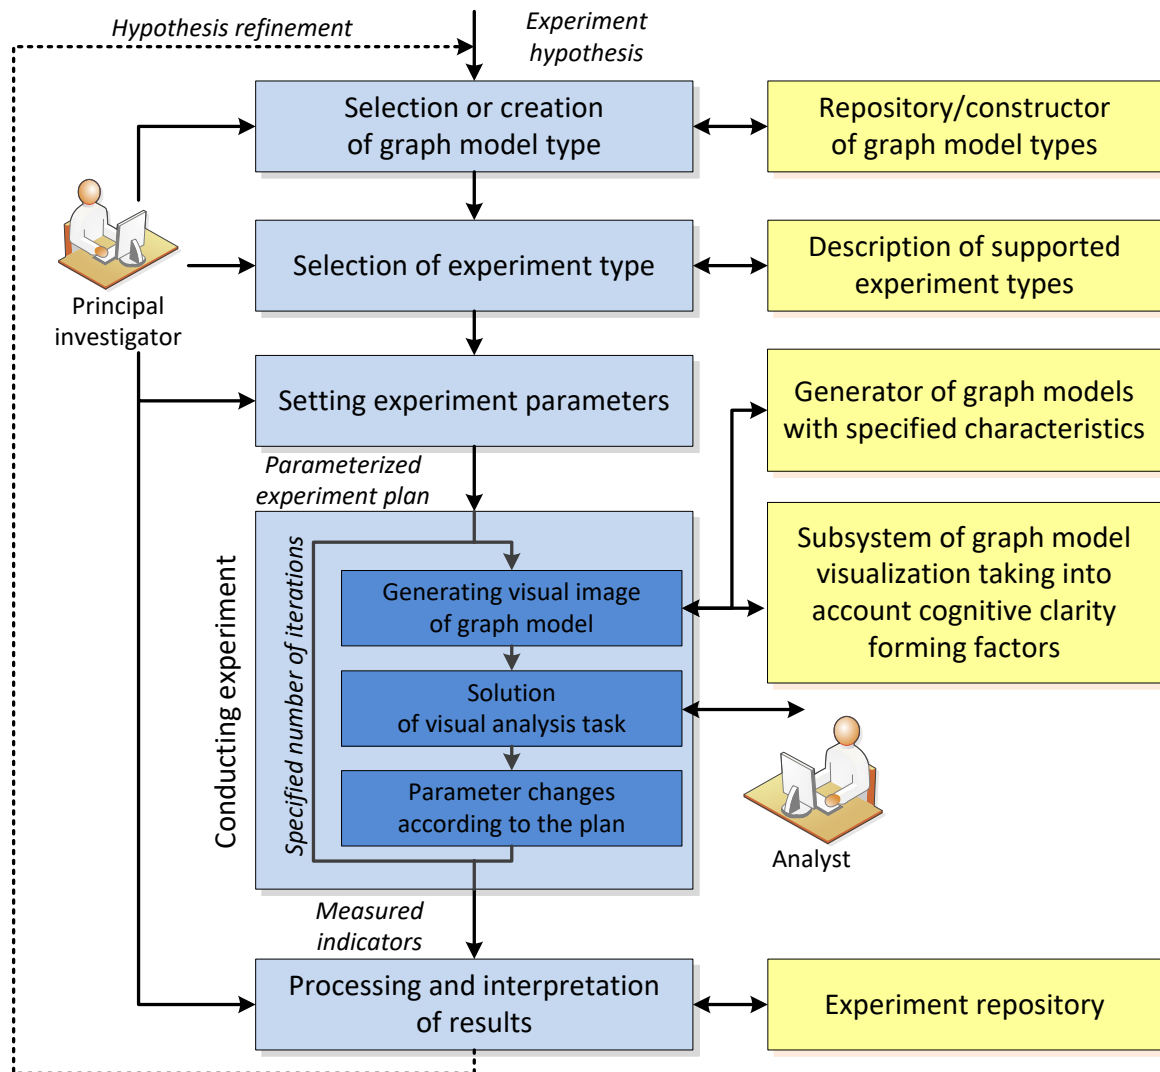 Hypothesis refinement
Experiment
hypothesis
Selection or creation
of graph model type
Repository/constructor
of graph model types
Principal
investigator
Selection of experiment type
Description of supported
experiment types
Setting experiment parameters
Generator of graph models
with specified characteristics
Parameterized
experiment plan
Conducting experiment
Specified number of iterations
Generating visual image
of graph model
Subsystem of graph model
visualization taking into
account cognitive clarity
forming factors
Solution
of visual analysis task
Parameter changes
according to the plan
Analyst
Measured
indicators
Processing and interpretation
of results
Experiment repository